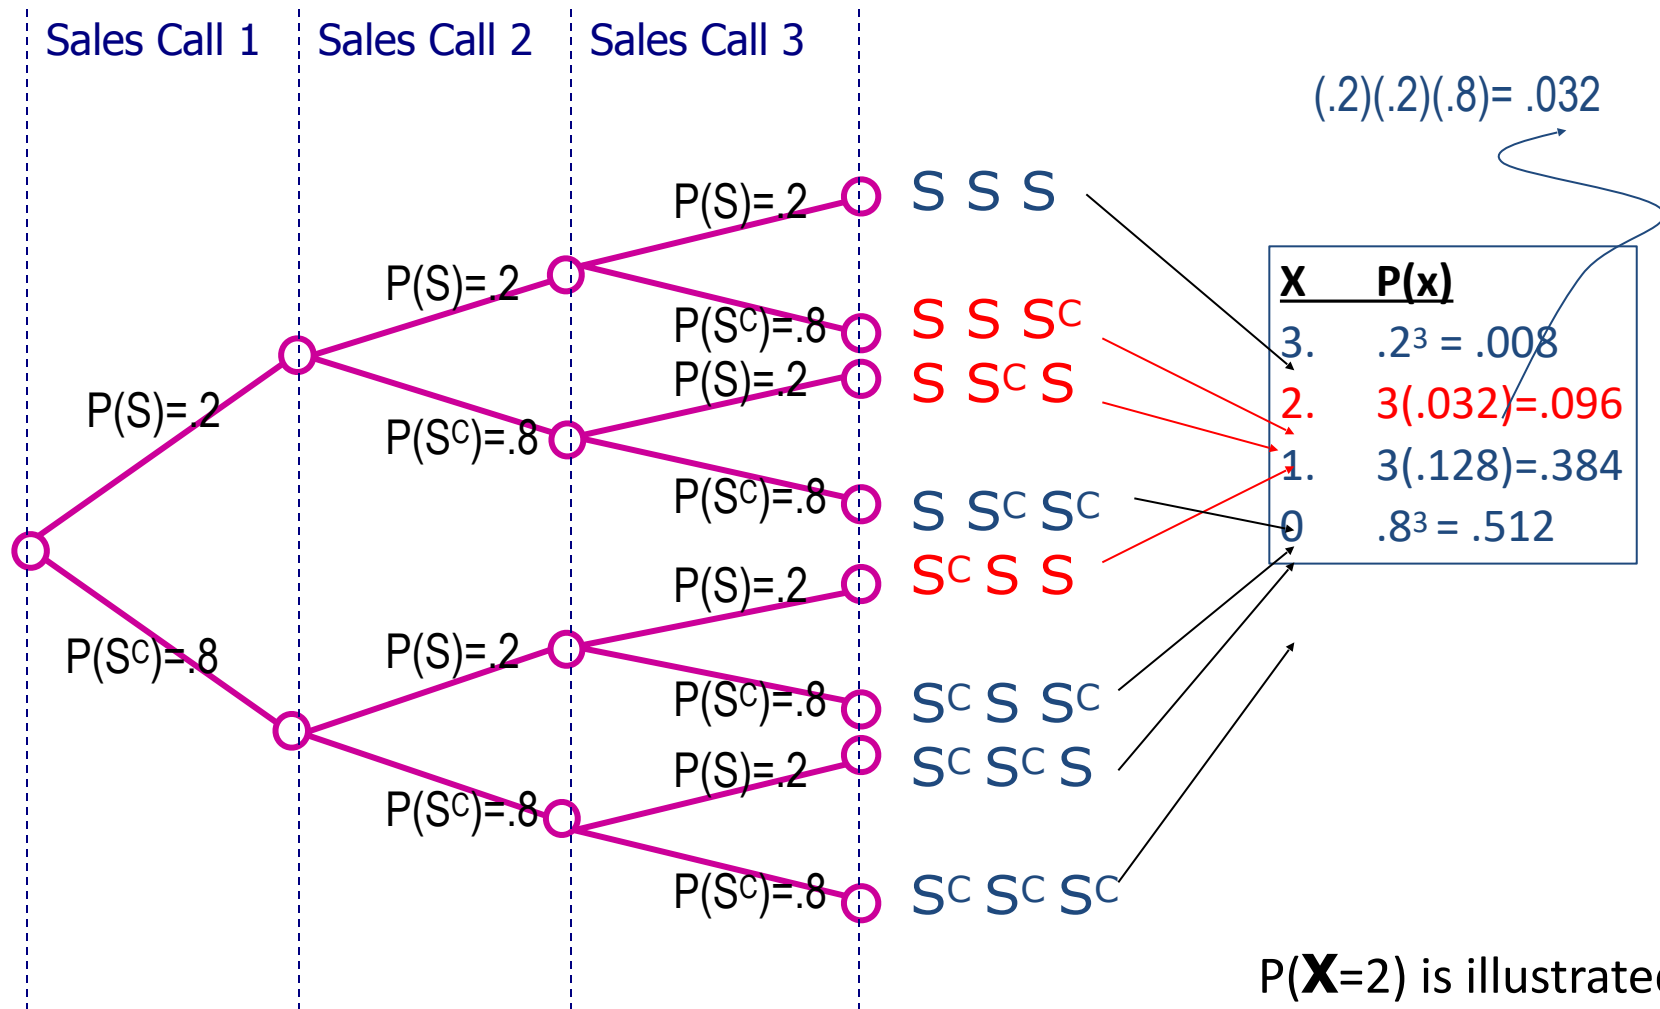 Sales Call 1
Sales Call 2
Sales Call 3
(.2)(.2)(.8)= .032
P(S)=.2
P(Sᶜ)=.8
P(S)=.2
P(Sᶜ)=.8
P(S)=.2
P(Sᶜ)=.8
P(S)=.2
P(Sᶜ)=.8
P(S)=.2
P(Sᶜ)=.8
P(S)=.2
P(Sᶜ)=.8
P(S)=.2
P(Sᶜ)=.8
S S S
S S Sᶜ
S Sᶜ S
S Sᶜ Sᶜ
Sᶜ S S
Sᶜ S Sᶜ
Sᶜ Sᶜ S
Sᶜ Sᶜ Sᶜ
X P(x)
3. .2³ = .008
2. 3(.032)=.096
1. 3(.128)=.384
0 .8³ = .512
P(X=2) is illustrated